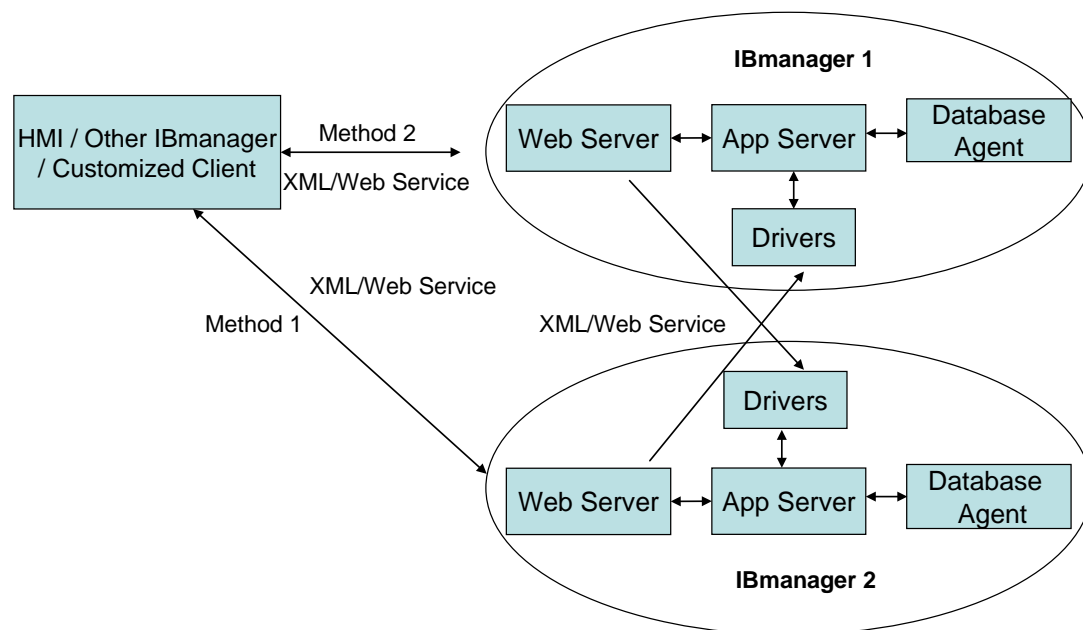 IBmanager 1
HMI / Other IBmanager
/ Customized Client
Method 2
XML/Web Service
Web Server
App Server
Database
Agent
Drivers
XML/Web Service
Method 1
XML/Web Service
Drivers
Web Server
App Server
Database
Agent
IBmanager 2